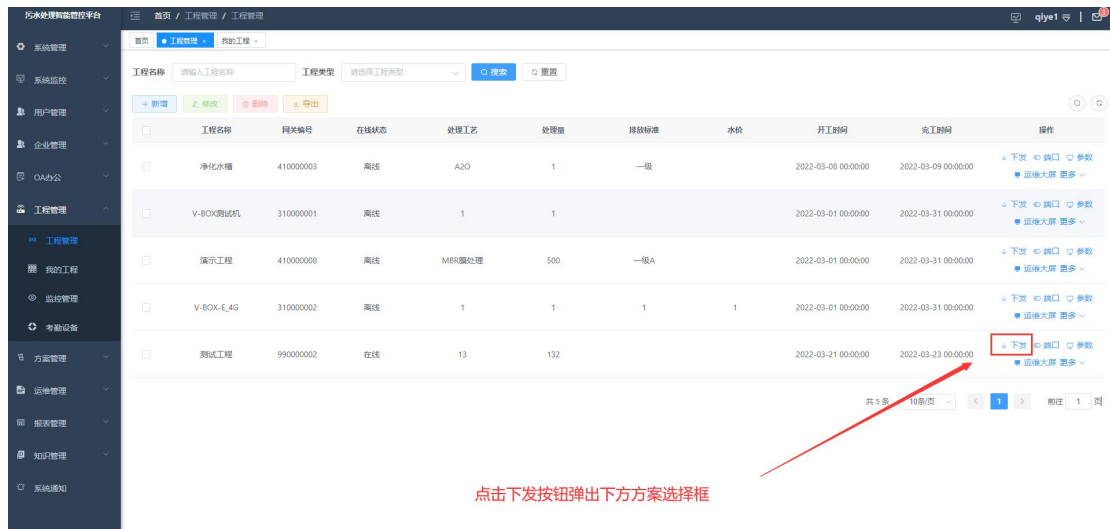 污水处理智能管控平台
首页 / 工程管理 / 工程管理
qiye1
3
首页
工程管理 ×
我的工程 ×
系统管理
系统监控
用户管理
企业管理
OA办公
工程管理
工程管理
我的工程
监控管理
考勤设备
方案管理
运维管理
报表管理
知识管理
系统通知
工程名称 请输入工程名称 工程类型 请选择工程类型 搜索 重置
+ 新增 修改 删除 导出
工程名称 网关编号 在线状态 处理工艺 处理量 排放标准 水价 开工时间 完工时间 操作
净化水槽 410000003 离线 A2O 1 一级 2022-03-08 00:00:00 2022-03-09 00:00:00 下发 端口 参数
运维大屏 更多
V-BOX测试机 310000001 离线 1 1 2022-03-01 00:00:00 2022-03-31 00:00:00 下发 端口 参数
运维大屏 更多
演示工程 410000008 离线 MBR膜处理 500 一级A 2022-03-01 00:00:00 2022-03-31 00:00:00 下发 端口 参数
运维大屏 更多
V-BOX-E_4G 310000002 离线 1 1 1 1 2022-03-01 00:00:00 2022-03-31 00:00:00 下发 端口 参数
运维大屏 更多
测试工程 990000002 在线 13 132 2022-03-21 00:00:00 2022-03-23 00:00:00 下发 端口 参数
运维大屏 更多
共 5 条 10条/页 < 1 > 前往 1 页
点击下发按钮弹出下方方案选择框